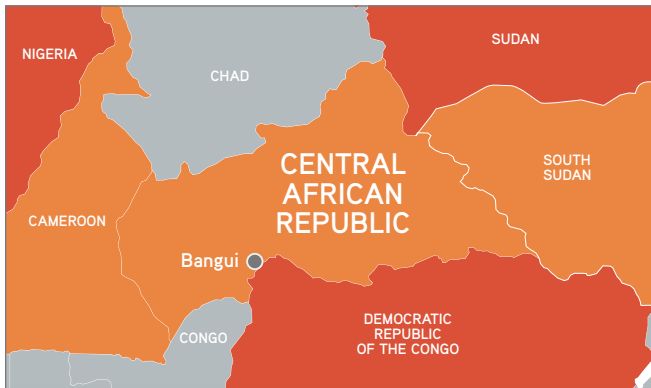 SUDAN
NIGERIA
CHAD
CENTRAL
AFRICAN
REPUBLIC
SOUTH
SUDAN
CAMEROON
Bangui
DEMOCRATIC
REPUBLIC
OF THE CONGO
CONGO